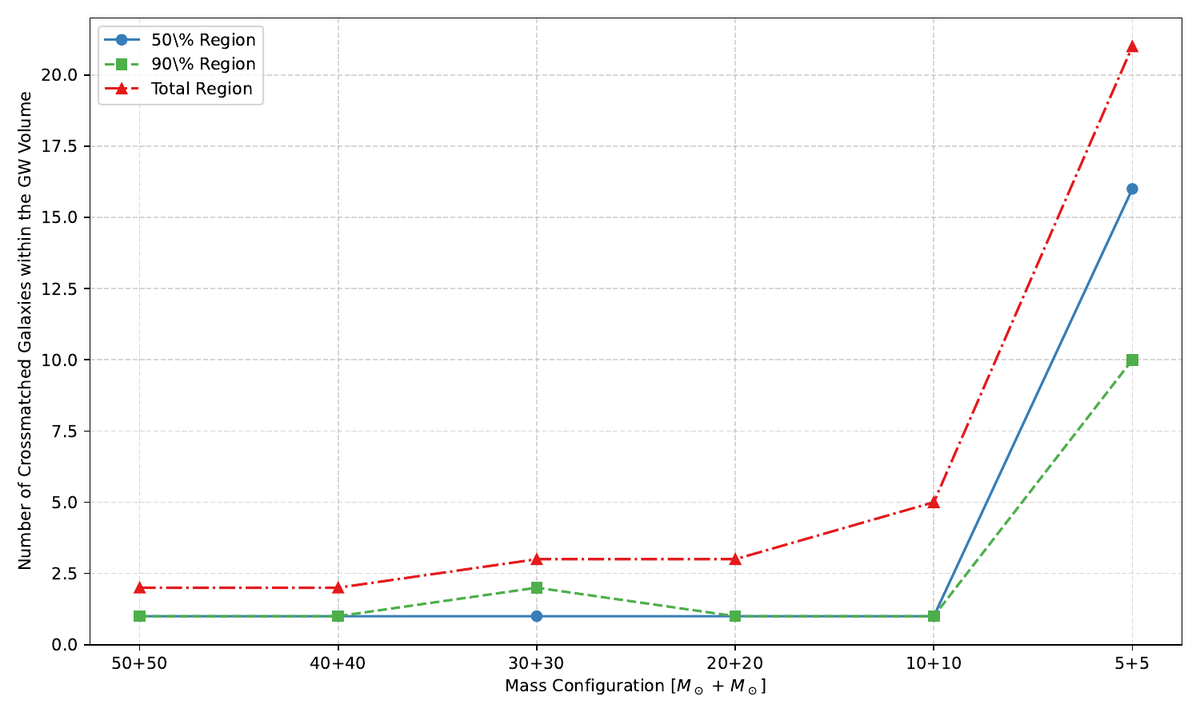 50\% Region
90\% Region
Total Region
Number of Crossmatched Galaxies within the GW Volume
20.0
17.5
15.0
12.5
10.0
7.5
5.0
2.5
0.0
50+50 40+40 30+30 20+20 10+10 5+5
Mass Configuration [M⊙ + M⊙]